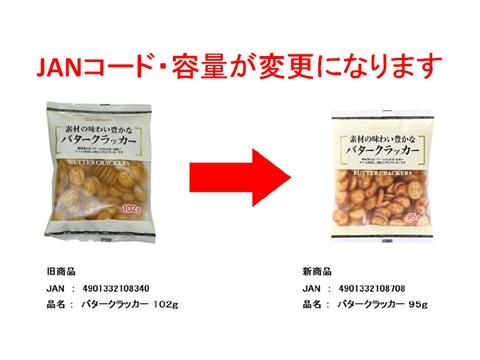 JANコード・容量が変更になります
素材の味わい豊かな
バタークラッカー
BUTTER CRACKERS
102g
素材の味わい豊かな
バタークラッカー
BUTTER CRACKERS
95g
旧商品
JAN ： 4901332108340
品名 ： バタークラッカー 102g
新商品
JAN ： 4901332108708
品名 ： バタークラッカー 95g